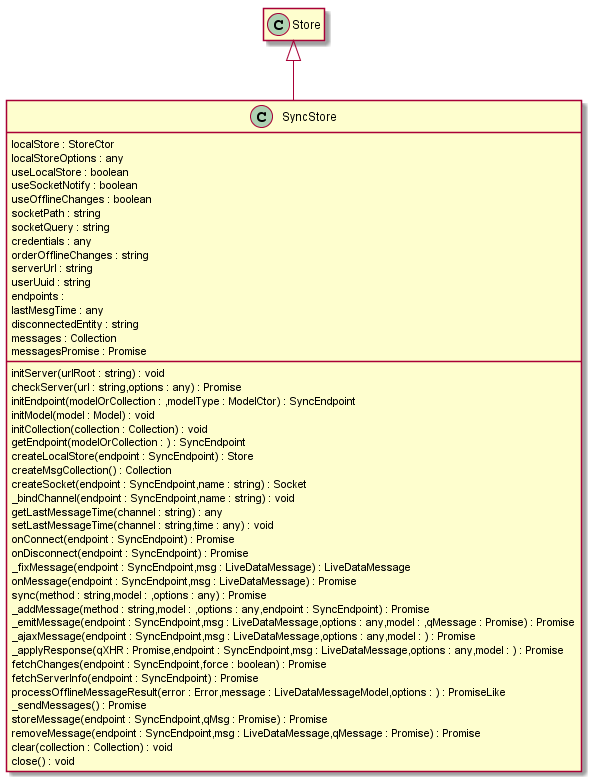 C Store
C SyncStore
localStore : StoreCtor
localStoreOptions : any
useLocalStore : boolean
useSocketNotify : boolean
useOfflineChanges : boolean
socketPath : string
socketQuery : string
credentials : any
orderOfflineChanges : string
serverUrl : string
userUuid : string
endpoints :
lastMesgTime : any
disconnectedEntity : string
messages : Collection
messagesPromise : Promise
initServer(urlRoot : string) : void
checkServer(url : string,options : any) : Promise
initEndpoint(modelOrCollection : ,modelType : ModelCtor) : SyncEndpoint
initModel(model : Model) : void
initCollection(collection : Collection) : void
getEndpoint(modelOrCollection : ) : SyncEndpoint
createLocalStore(endpoint : SyncEndpoint) : Store
createMsgCollection() : Collection
createSocket(endpoint : SyncEndpoint,name : string) : Socket
_bindChannel(endpoint : SyncEndpoint,name : string) : void
getLastMessageTime(channel : string) : any
setLastMessageTime(channel : string,time : any) : void
onConnect(endpoint : SyncEndpoint) : Promise
onDisconnect(endpoint : SyncEndpoint) : Promise
_fixMessage(endpoint : SyncEndpoint,msg : LiveDataMessage) : LiveDataMessage
onMessage(endpoint : SyncEndpoint,msg : LiveDataMessage) : Promise
sync(method : string,model : ,options : any) : Promise
_addMessage(method : string,model : ,options : any,endpoint : SyncEndpoint) : Promise
_emitMessage(endpoint : SyncEndpoint,msg : LiveDataMessage,options : any,model : ,qMessage : Promise) : Promise
_ajaxMessage(endpoint : SyncEndpoint,msg : LiveDataMessage,options : any,model : ) : Promise
_applyResponse(qXHR : Promise,endpoint : SyncEndpoint,msg : LiveDataMessage,options : any,model : ) : Promise
fetchChanges(endpoint : SyncEndpoint,force : boolean) : Promise
fetchServerInfo(endpoint : SyncEndpoint) : Promise
processOfflineMessageResult(error : Error,message : LiveDataMessageModel,options : ) : PromiseLike
_sendMessages() : Promise
storeMessage(endpoint : SyncEndpoint,qMsg : Promise) : Promise
removeMessage(endpoint : SyncEndpoint,msg : LiveDataMessage,qMessage : Promise) : Promise
clear(collection : Collection) : void
close() : void